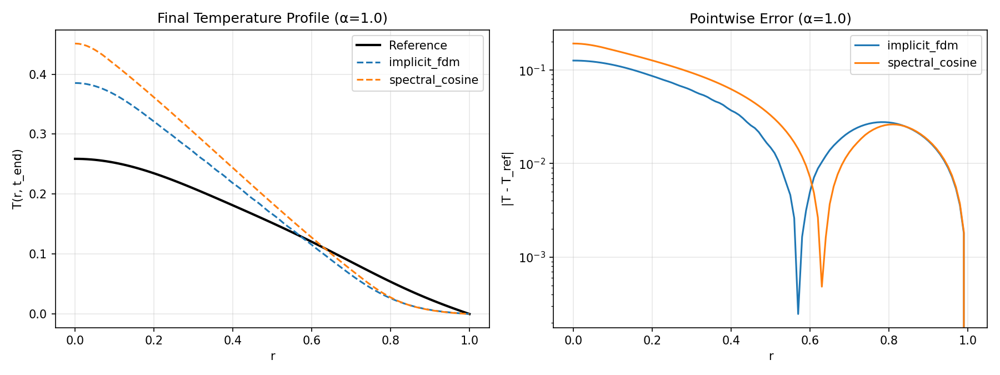 Final Temperature Profile (α=1.0)
T(r, t_end)
0.4
0.3
0.2
0.1
0.0
0.0 0.2 0.4 0.6 0.8 1.0
r
Reference
implicit_fdm
spectral_cosine
Pointwise Error (α=1.0)
|T - T_ref|
10⁻¹
10⁻²
10⁻³
0.0 0.2 0.4 0.6 0.8 1.0
r
implicit_fdm
spectral_cosine